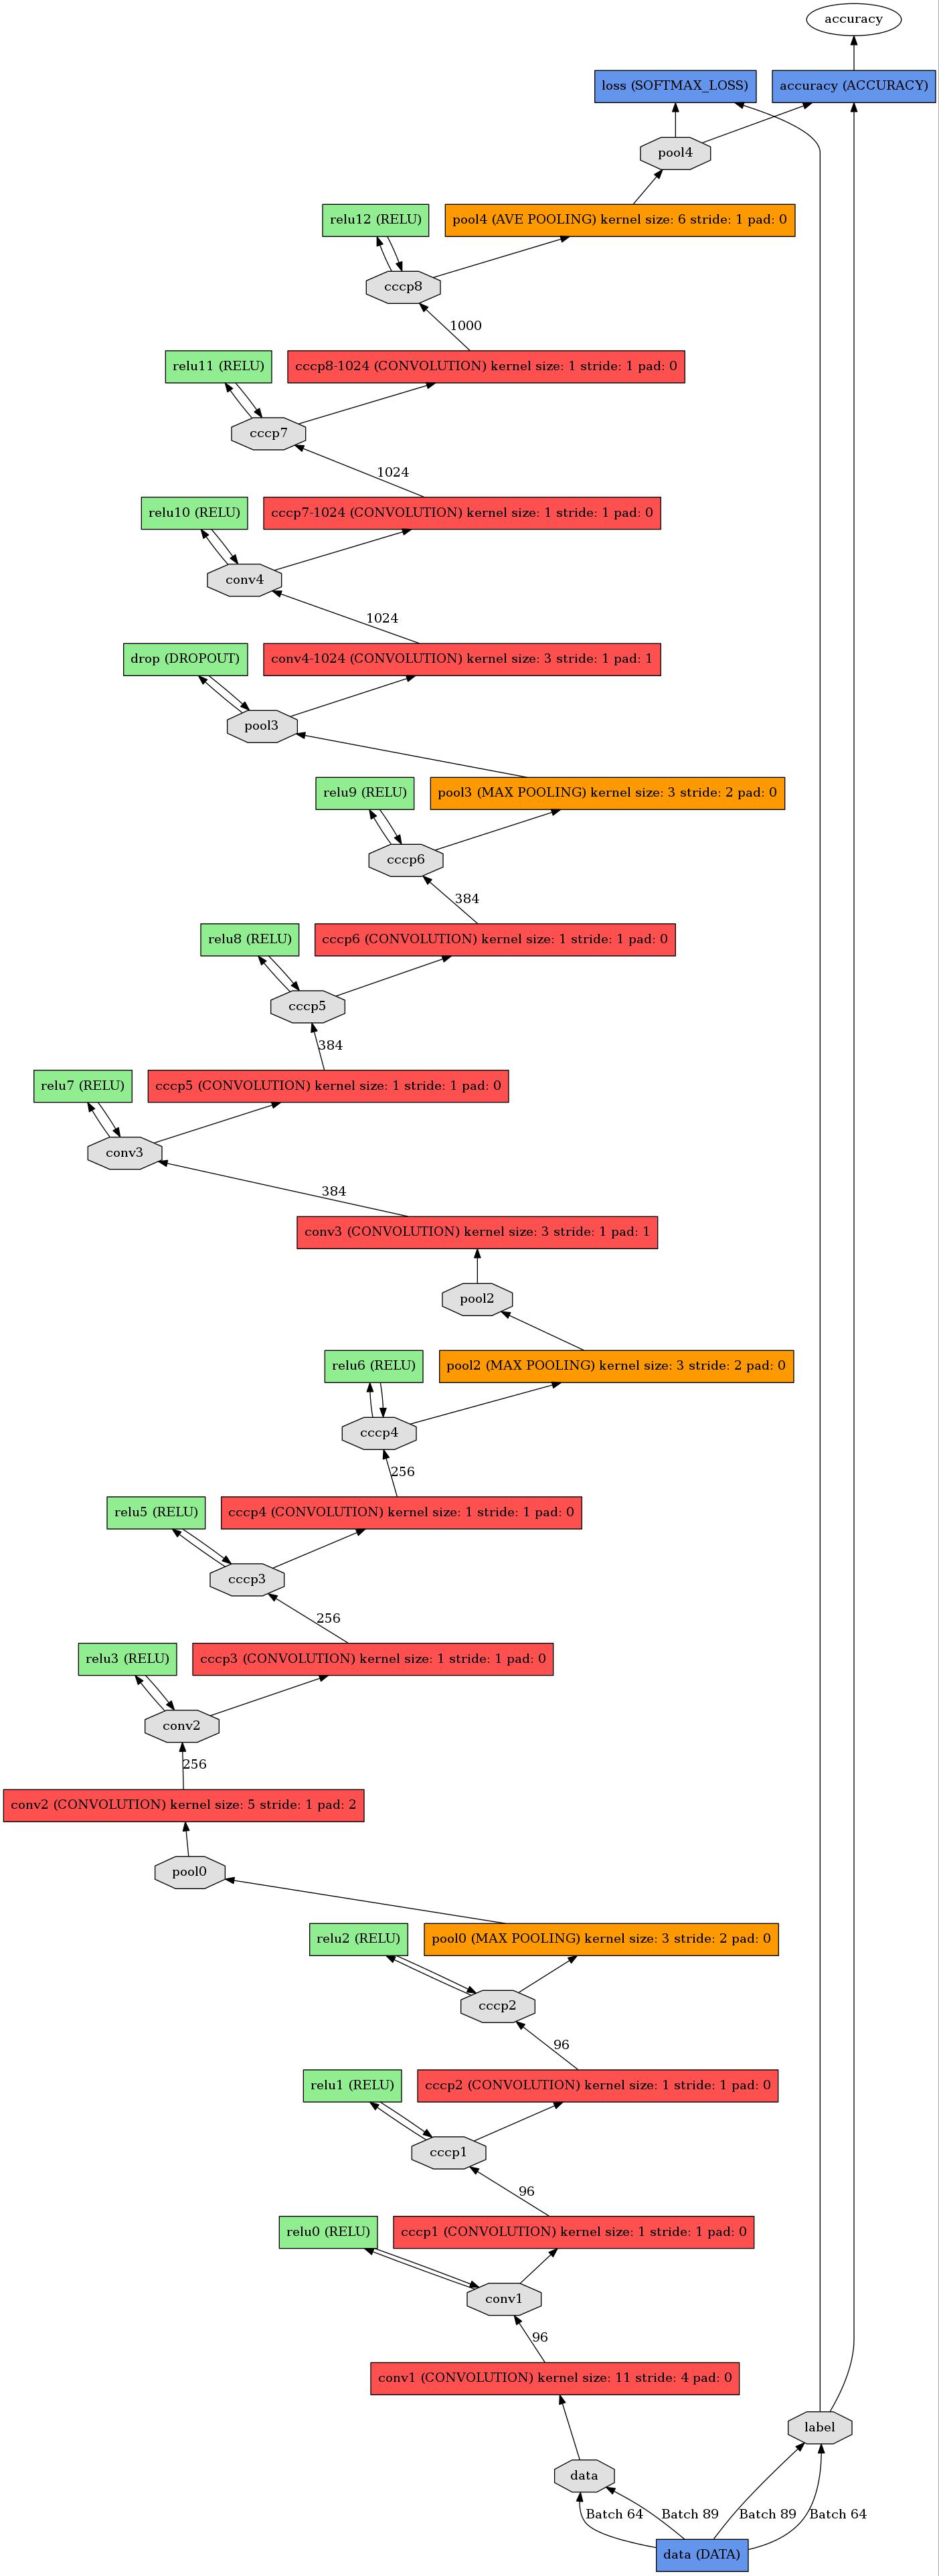 accuracy
loss (SOFTMAX_LOSS)
accuracy (ACCURACY)
pool4
relu12 (RELU)
pool4 (AVE POOLING) kernel size: 6 stride: 1 pad: 0
cccp8
1000
relu11 (RELU)
cccp8-1024 (CONVOLUTION) kernel size: 1 stride: 1 pad: 0
cccp7
1024
relu10 (RELU)
cccp7-1024 (CONVOLUTION) kernel size: 1 stride: 1 pad: 0
conv4
1024
drop (DROPOUT)
conv4-1024 (CONVOLUTION) kernel size: 3 stride: 1 pad: 1
pool3
relu9 (RELU)
pool3 (MAX POOLING) kernel size: 3 stride: 2 pad: 0
cccp6
384
relu8 (RELU)
cccp6 (CONVOLUTION) kernel size: 1 stride: 1 pad: 0
cccp5
384
relu7 (RELU)
cccp5 (CONVOLUTION) kernel size: 1 stride: 1 pad: 0
conv3
384
conv3 (CONVOLUTION) kernel size: 3 stride: 1 pad: 1
pool2
relu6 (RELU)
pool2 (MAX POOLING) kernel size: 3 stride: 2 pad: 0
cccp4
256
relu5 (RELU)
cccp4 (CONVOLUTION) kernel size: 1 stride: 1 pad: 0
cccp3
256
relu3 (RELU)
cccp3 (CONVOLUTION) kernel size: 1 stride: 1 pad: 0
conv2
256
conv2 (CONVOLUTION) kernel size: 5 stride: 1 pad: 2
pool0
relu2 (RELU)
pool0 (MAX POOLING) kernel size: 3 stride: 2 pad: 0
cccp2
96
relu1 (RELU)
cccp2 (CONVOLUTION) kernel size: 1 stride: 1 pad: 0
cccp1
96
relu0 (RELU)
cccp1 (CONVOLUTION) kernel size: 1 stride: 1 pad: 0
conv1
96
conv1 (CONVOLUTION) kernel size: 11 stride: 4 pad: 0
label
data
Batch 64
Batch 89
Batch 89
Batch 64
data (DATA)